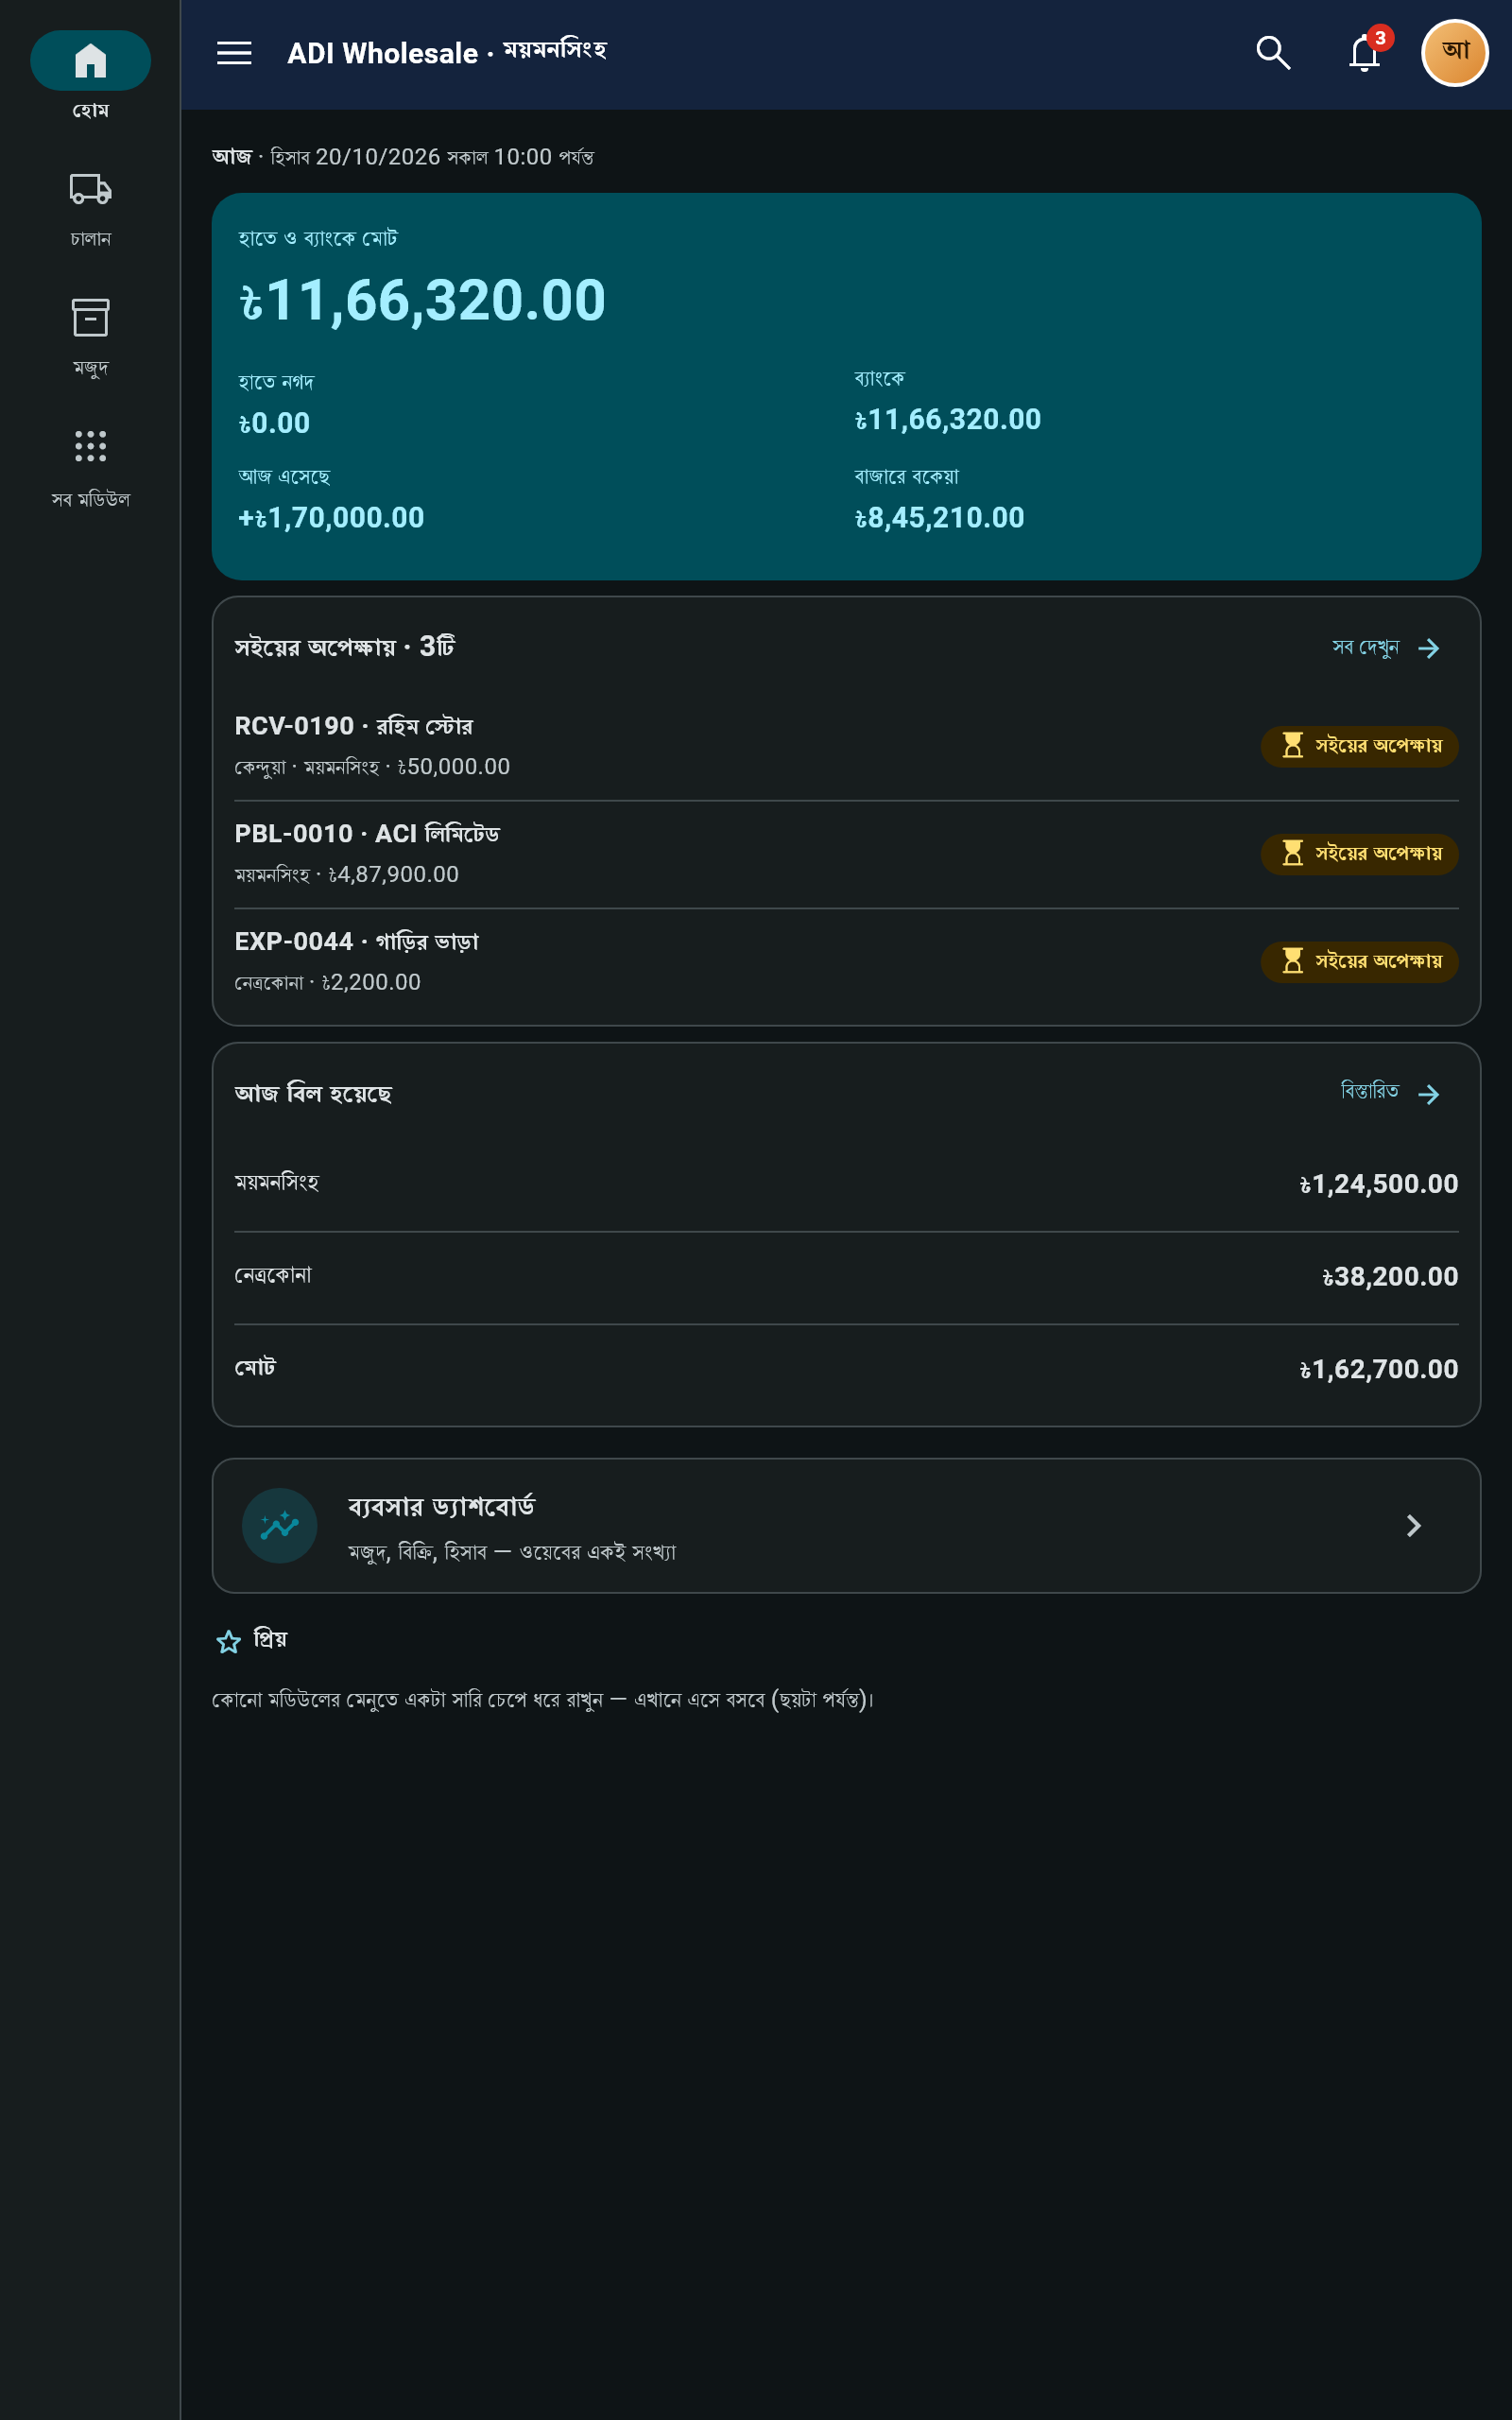 ADI Wholesale · ময়মনসিংহ
3
আ
হোম
চালান
মজুদ
সব মডিউল
আজ · হিসাব 20/10/2026 সকাল 10:00 পর্যন্ত
হাতে ও ব্যাংকে মোট
৳11,66,320.00
হাতে নগদ
৳0.00
ব্যাংকে
৳11,66,320.00
আজ এসেছে
+৳1,70,000.00
বাজারে বকেয়া
৳8,45,210.00
সইয়ের অপেক্ষায় · 3টি
সব দেখুন
RCV-0190 · রহিম স্টোর
কেন্দুয়া · ময়মনসিংহ · ৳50,000.00
সইয়ের অপেক্ষায়
PBL-0010 · ACI লিমিটেড
ময়মনসিংহ · ৳4,87,900.00
সইয়ের অপেক্ষায়
EXP-0044 · গাড়ির ভাড়া
নেত্রকোনা · ৳2,200.00
সইয়ের অপেক্ষায়
আজ বিল হয়েছে
বিস্তারিত
ময়মনসিংহ ৳1,24,500.00
নেত্রকোনা ৳38,200.00
মোট ৳1,62,700.00
ব্যবসার ড্যাশবোর্ড
মজুদ, বিক্রি, হিসাব — ওয়েবের একই সংখ্যা
প্রিয়
কোনো মডিউলের মেনুতে একটা সারি চেপে ধরে রাখুন — এখানে এসে বসবে (ছয়টা পর্যন্ত)।